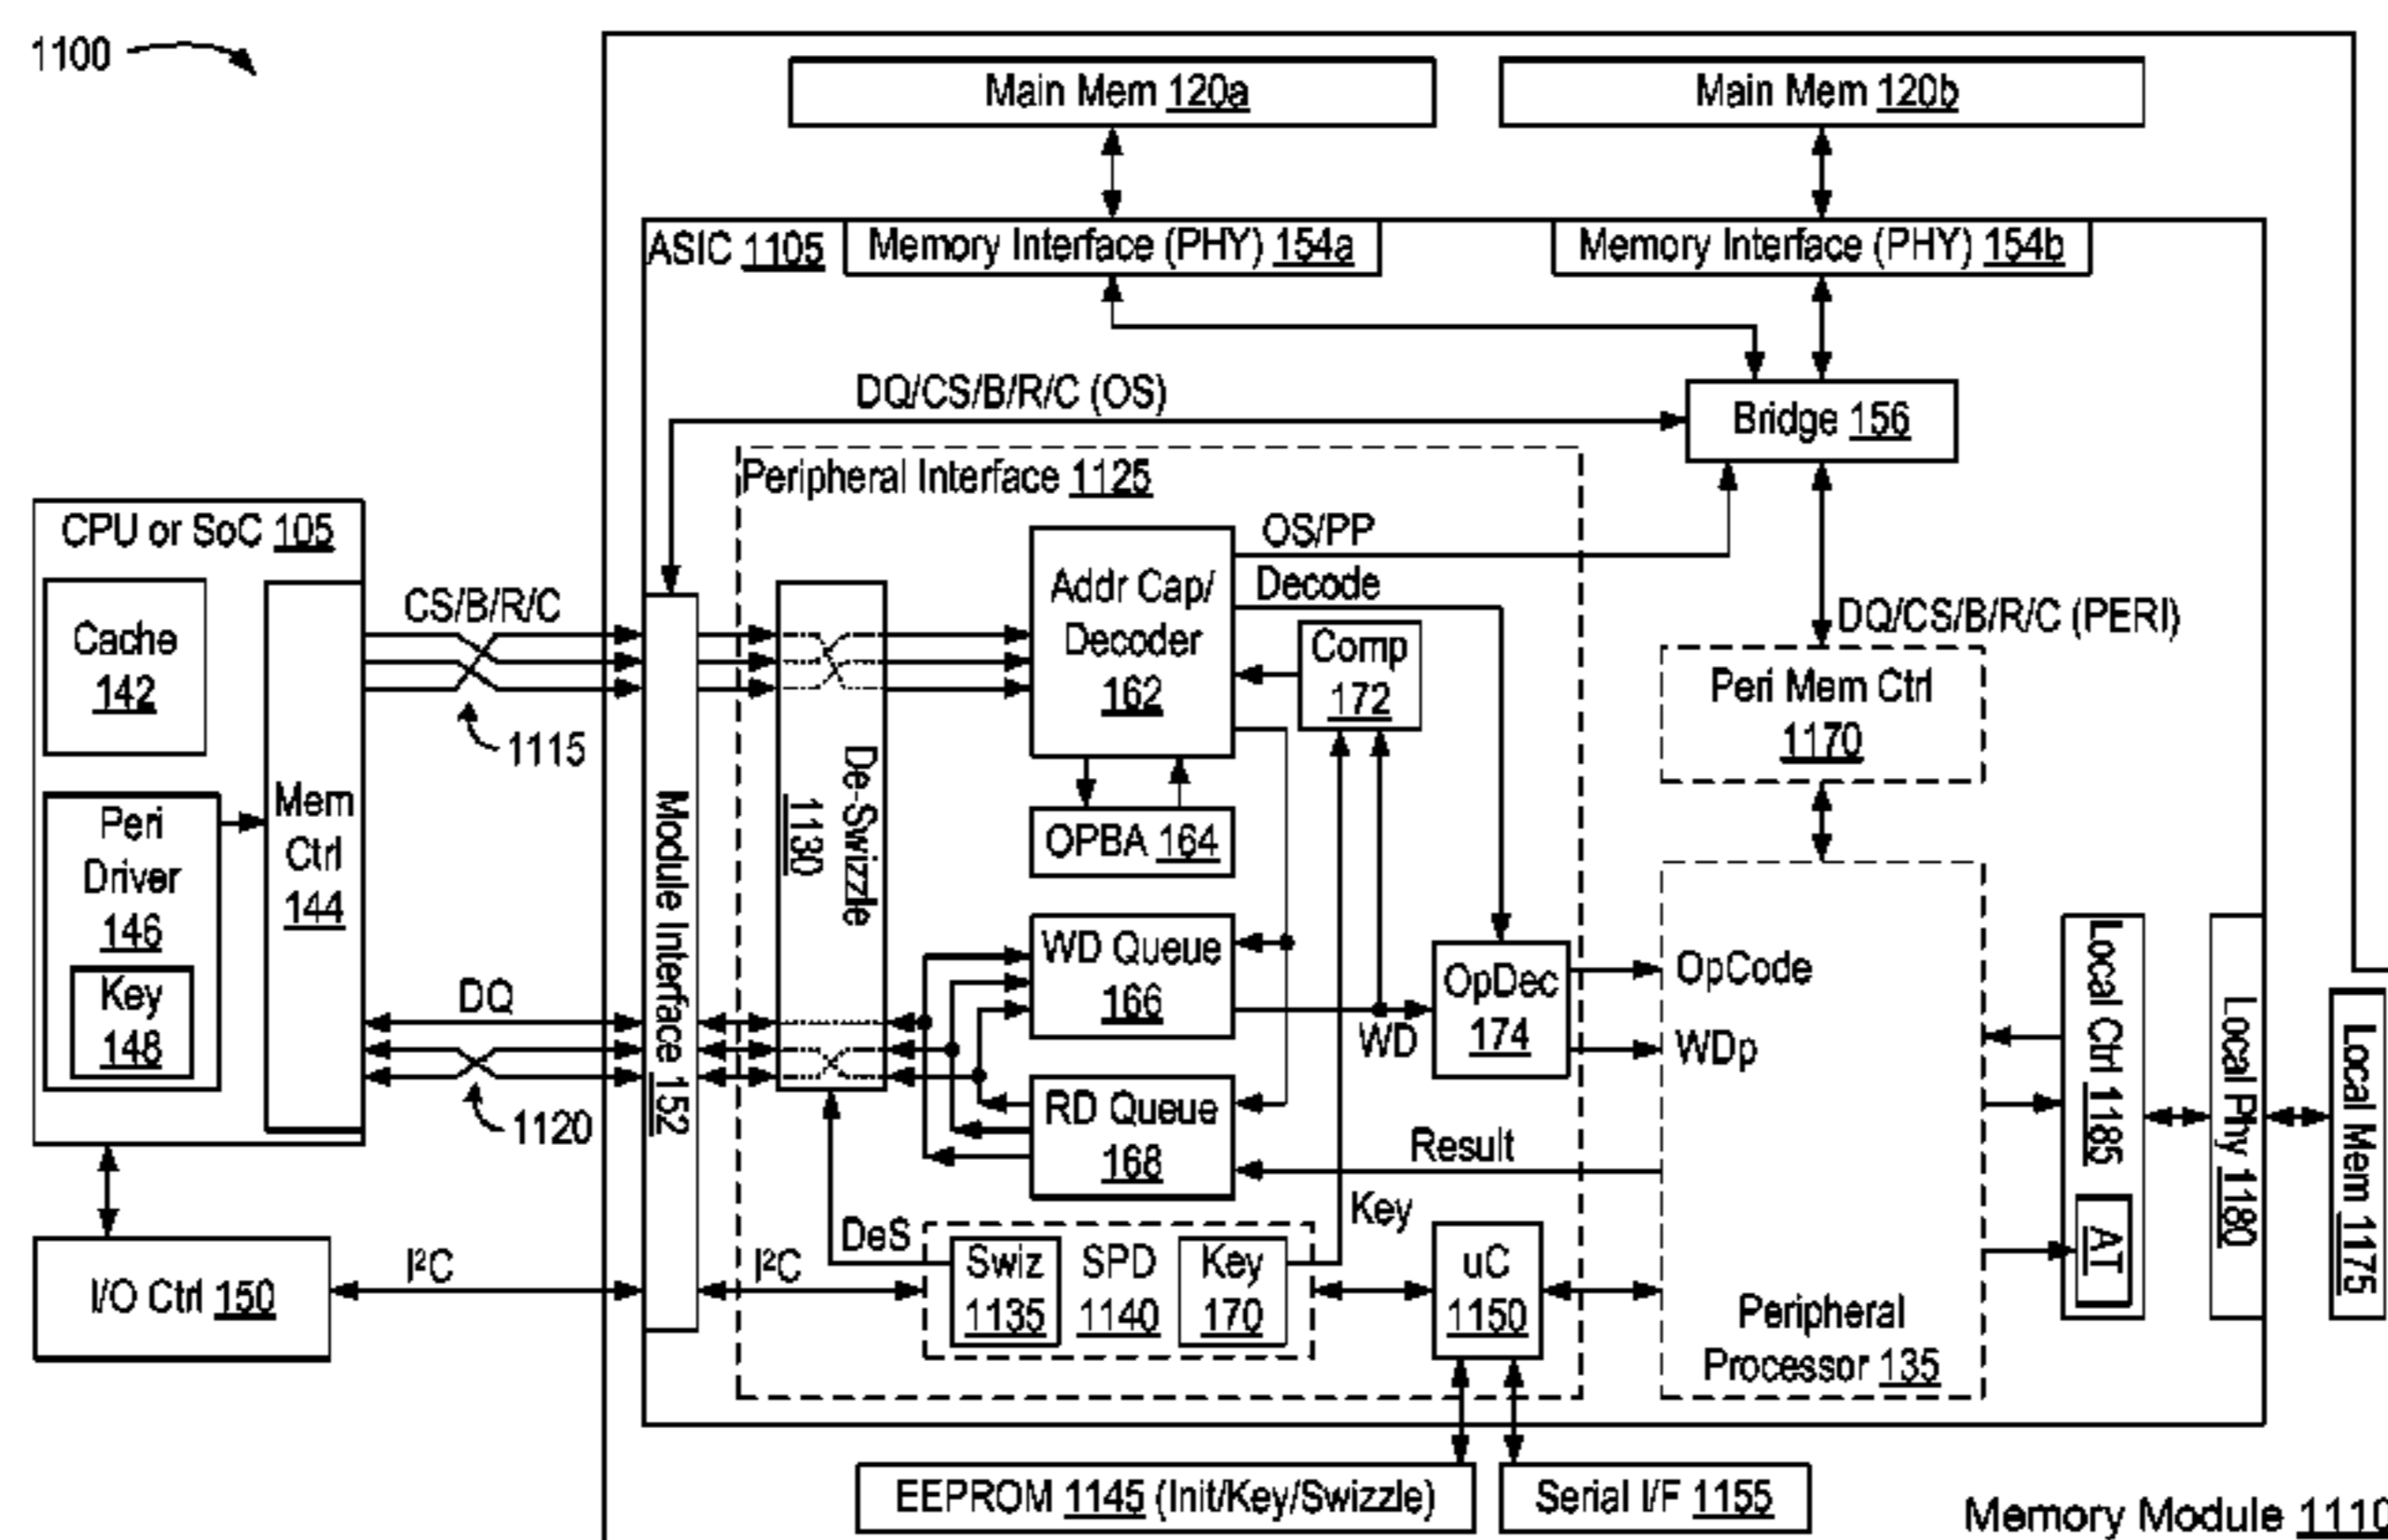 1100
Main Mem 120a
Main Mem 120b
ASIC 1105
Memory Interface (PHY) 154a
Memory Interface (PHY) 154b
DQ/CS/B/R/C (OS)
Bridge 156
Peripheral Interface 1125
CPU or SoC 105
Cache
142
Mem
Ctrl
144
Peri
Driver
146
Key
148
CS/B/R/C
1115
DQ
1120
I/O Ctrl 150
I²C
Module Interface 152
I²C
De-Swizzle
1130
Addr Cap/
Decoder
162
OS/PP
Decode
Comp
172
OPBA 164
WD Queue
166
WD
RD Queue
168
Result
OpDec
174
OpCode
WDp
DeS
Swiz
1135
SPD
1140
Key
170
Key
uC
1150
DQ/CS/B/R/C (PERI)
Peri Mem Ctrl
1170
Peripheral
Processor 135
Local Ctrl 1185
AT
Local Phy 1180
Local Mem 1175
EEPROM 1145 (Init/Key/Swizzle)
Serial I/F 1155
Memory Module 1110